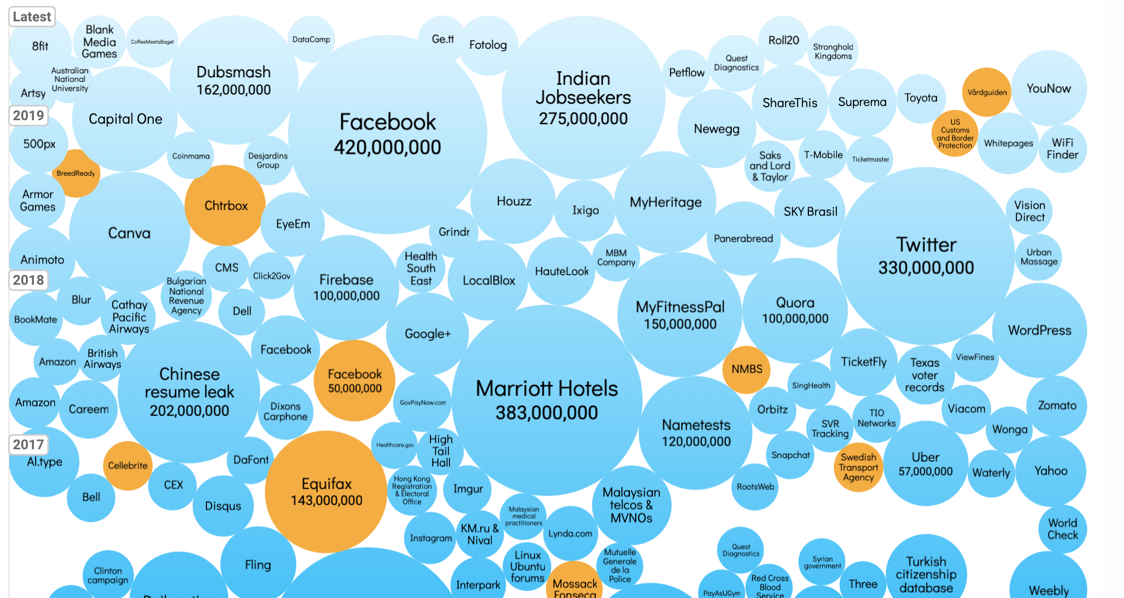 Latest
8fit
Blank
Media
Games
CoffeeMeetsBagel
Dubsmash
162,000,000
DataCamp
Ge.tt
Fotolog
Indian
Jobseekers
275,000,000
Roll20
Stronghold
Kingdoms
Quest
Diagnostics
Petflow
Australian
National
University
Artsy
Capital One
Facebook
420,000,000
ShareThis
Suprema
Toyota
Vårdguiden
YouNow
2019
500px
Newegg
US
Customs
and Border
Protection
Whitepages
WiFi
Finder
Coinmama
Desjardins
Group
Saks
and Lord
& Taylor
T-Mobile
Ticketmaster
BreedReady
Armor
Games
Chtrbox
Canva
EyeEm
Houzz
Ixigo
MyHeritage
SKY Brasil
Vision
Direct
Grindr
Panerabread
Twitter
330,000,000
Urban
Massage
Animoto
2018
CMS
Click2Gov
Firebase
100,000,000
Health
South
East
LocalBlox
HauteLook
MBM
Company
Bulgarian
National
Revenue
Agency
Blur
BookMate
Cathay
Pacific
Airways
Dell
MyFitnessPal
150,000,000
Quora
100,000,000
WordPress
Google+
Facebook
Amazon
British
Airways
Chinese
resume leak
202,000,000
Facebook
50,000,000
Marriott Hotels
383,000,000
NMBS
TicketFly
Texas
voter
records
ViewFines
SingHealth
Amazon
Careem
Dixons
Carphone
GovPayNow.com
Nametests
120,000,000
Orbitz
SVR
Tracking
TIO
Networks
Viacom
Zomato
Wonga
2017
Al.type
Cellebrite
DaFont
Healthcare.gov
High
Tail
Hall
Snapchat
Swedish
Transport
Agency
Uber
57,000,000
Waterly
Yahoo
Bell
CEX
Disqus
Equifax
143,000,000
Hong Kong
Registration
& Electoral
Office
Imgur
RootsWeb
Malaysian
telcos &
MVNOs
Malaysian
medical
practitioners
Instagram
KM.ru &
Nival
Lynda.com
World
Check
Fling
Linux
Ubuntu
forums
Mutuelle
Generale
de la
Police
Quest
Diagnostics
Syrian
government
Turkish
citizenship
database
Clinton
campaign
Interpark
Mossack
Fonseca
PayAsUGym
Red Cross
Blood
Service
Three
Weebly